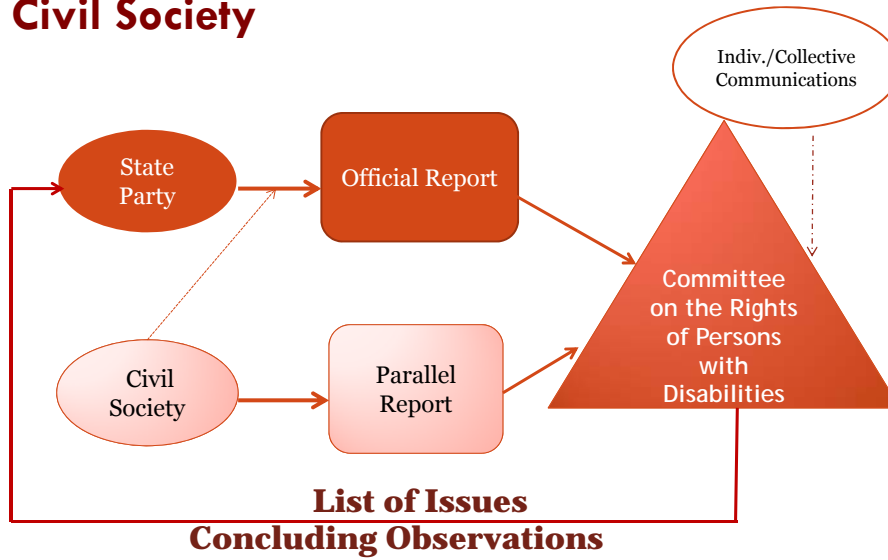 Civil Society
Indiv./Collective
Communications
State
Party
Official Report
Committee
on the Rights
of Persons
with
Disabilities
Civil
Society
Parallel
Report
List of Issues
Concluding Observations